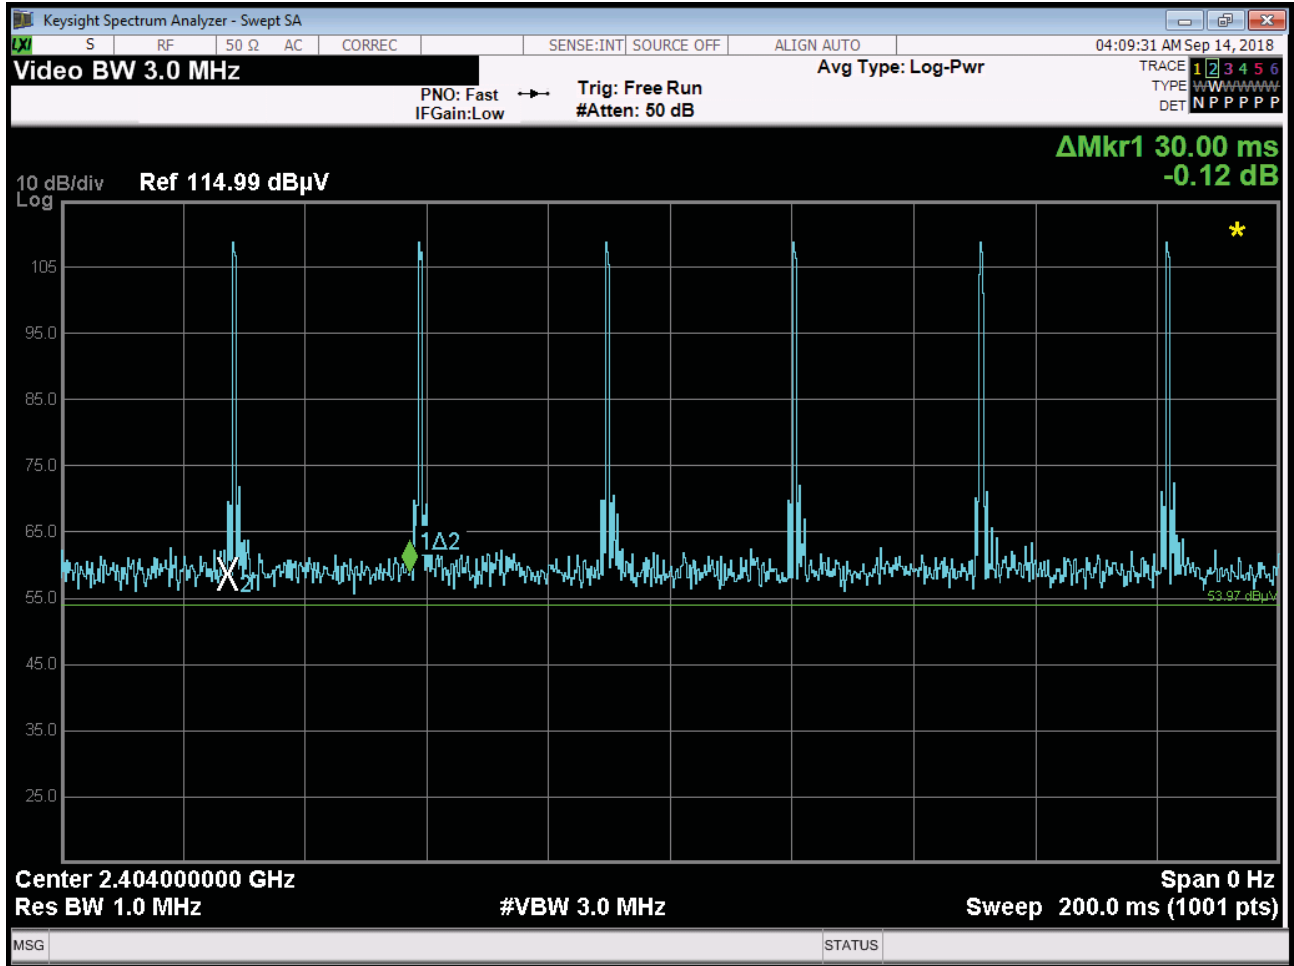 Keysight Spectrum Analyzer - Swept SA
LXI S RF 50 Ω AC CORREC SENSE:INT SOURCE OFF ALIGN AUTO 04:09:31 AM Sep 14, 2018
Video BW 3.0 MHz
PNO: Fast
IFGain:Low
Trig: Free Run
#Atten: 50 dB
Avg Type: Log-Pwr
TRACE 1 2 3 4 5 6
TYPE W W W W W W
DET N P P P P P
ΔMkr1 30.00 ms
-0.12 dB
10 dB/div Ref 114.99 dBµV
Log
*
105
95.0
85.0
75.0
65.0
1Δ2
X2
55.0
53.97 dBµV
45.0
35.0
25.0
Center 2.404000000 GHz Span 0 Hz
Res BW 1.0 MHz #VBW 3.0 MHz Sweep 200.0 ms (1001 pts)
MSG STATUS